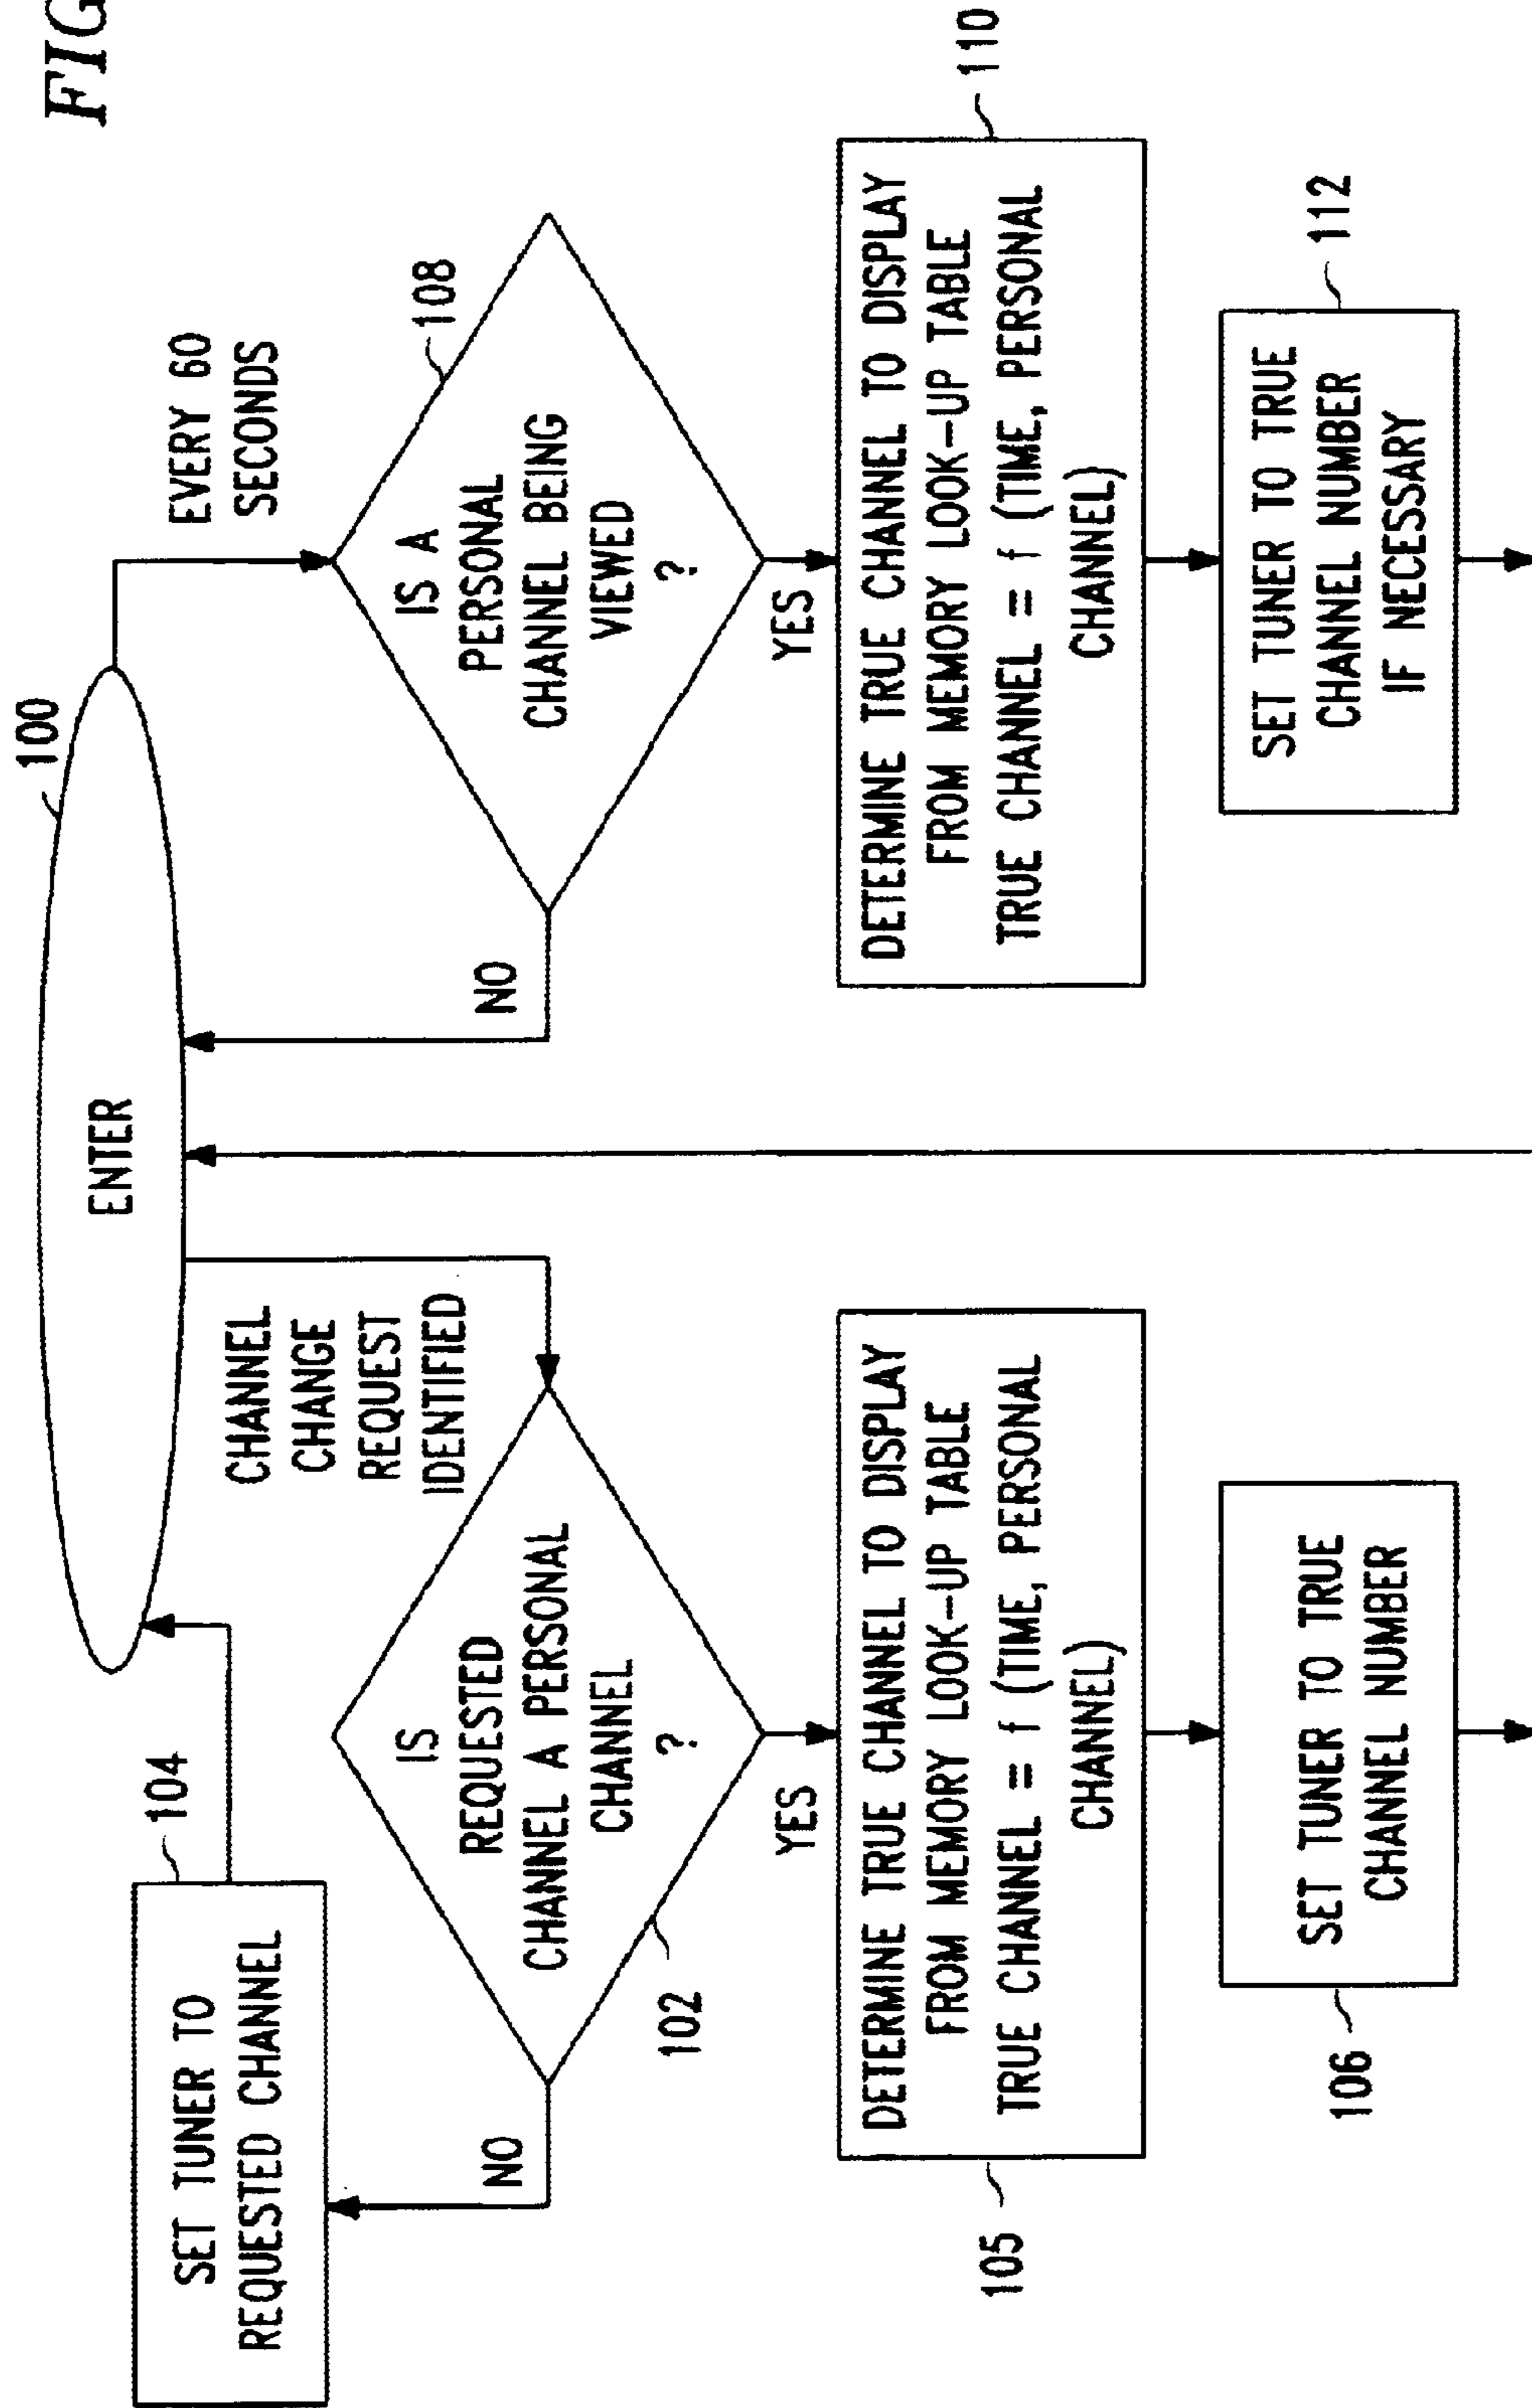 FIG
100
ENTER
104
SET TUNER TO
REQUESTED CHANNEL
CHANNEL
CHANGE
REQUEST
IDENTIFIED
EVERY 60
SECONDS
IS
REQUESTED
CHANNEL A PERSONAL
CHANNEL
?
102
NO
YES
IS A
PERSONAL
CHANNEL BEING
VIEWED
?
108
NO
YES
DETERMINE TRUE CHANNEL TO DISPLAY
FROM MEMORY LOOK-UP TABLE
TRUE CHANNEL = f (TIME, PERSONAL
CHANNEL)
105
DETERMINE TRUE CHANNEL TO DISPLAY
FROM MEMORY LOOK-UP TABLE
TRUE CHANNEL = f (TIME, PERSONAL
CHANNEL)
110
SET TUNER TO TRUE
CHANNEL NUMBER
106
SET TUNER TO TRUE
CHANNEL NUMBER
IF NECESSARY
112